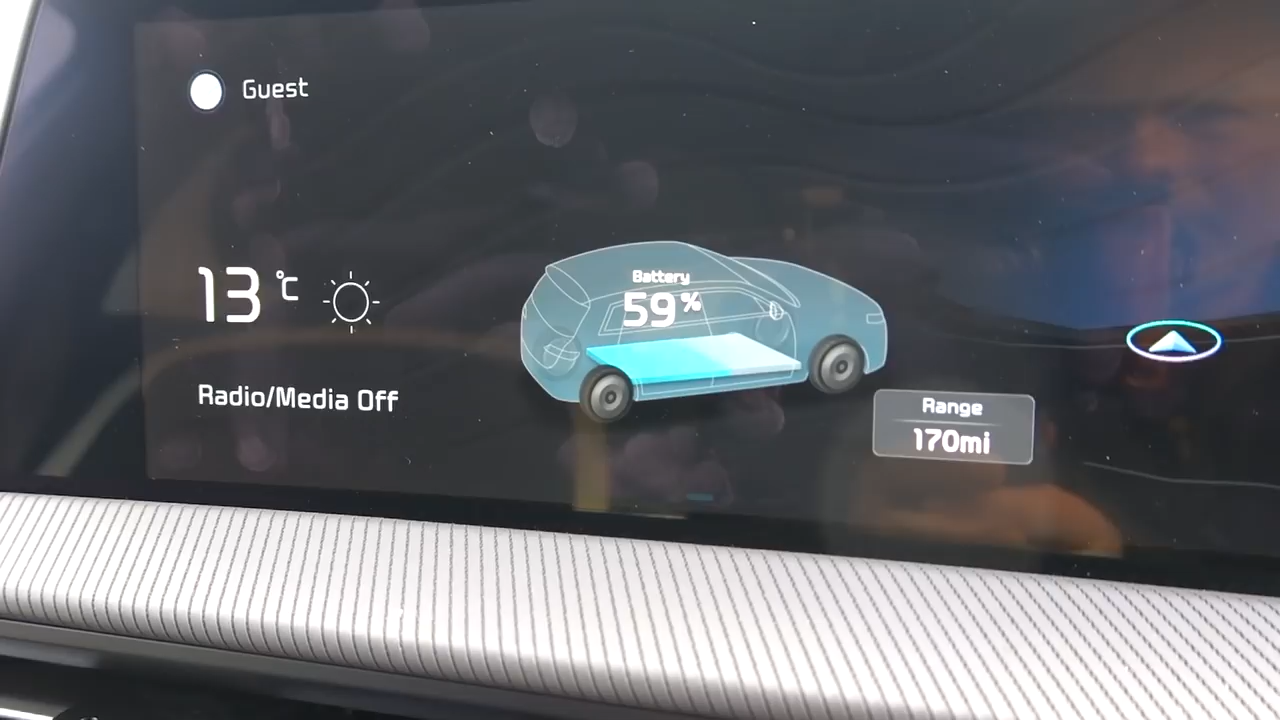 Guest
13 °C
Radio/Media Off
Battery
59%
Range
170mi